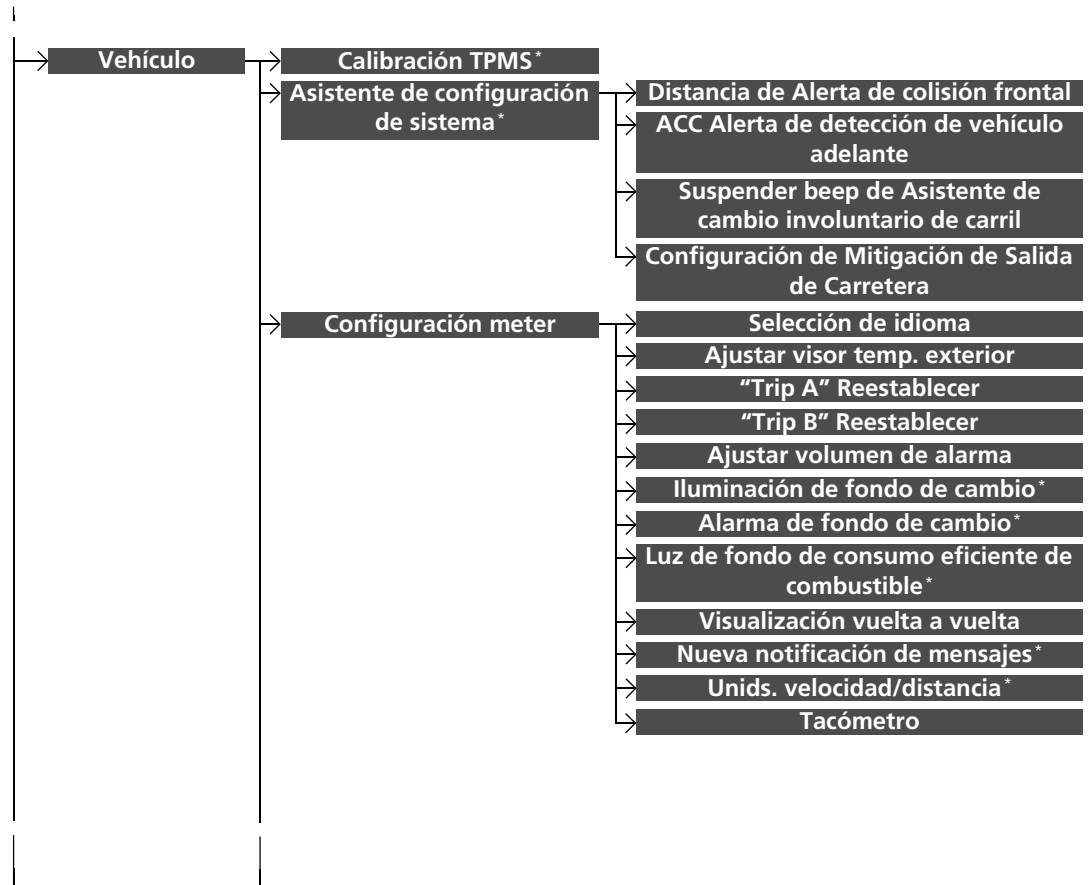 Vehículo
Calibración TPMS*
Asistente de configuración
de sistema*
Distancia de Alerta de colisión frontal
ACC Alerta de detección de vehículo
adelante
Suspender beep de Asistente de
cambio involuntario de carril
Configuración de Mitigación de Salida
de Carretera
Configuración meter
Selección de idioma
Ajustar visor temp. exterior
“Trip A” Reestablecer
“Trip B” Reestablecer
Ajustar volumen de alarma
Iluminación de fondo de cambio*
Alarma de fondo de cambio*
Luz de fondo de consumo eficiente de
combustible*
Visualización vuelta a vuelta
Nueva notificación de mensajes*
Unids. velocidad/distancia*
Tacómetro